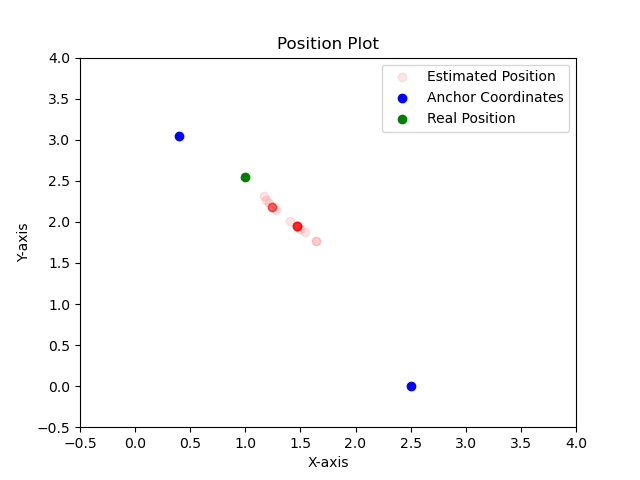 Position Plot
4.0
3.5
3.0
2.5
2.0
1.5
1.0
0.5
0.0
−0.5
Y-axis
Estimated Position
Anchor Coordinates
Real Position
−0.5 0.0 0.5 1.0 1.5 2.0 2.5 3.0 3.5 4.0
X-axis